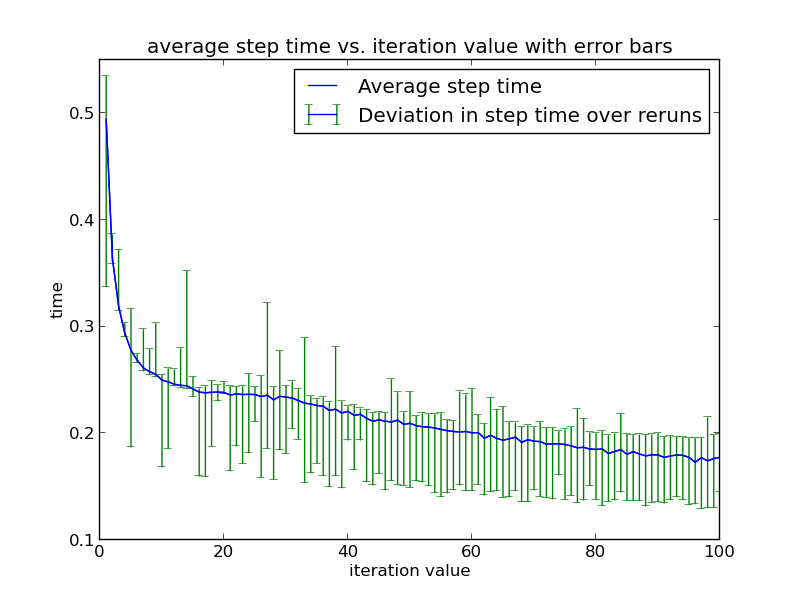 average step time vs. iteration value with error bars
Average step time
Deviation in step time over reruns
0.5
0.4
0.3
0.2
0.1
time
0
20
40
60
80
100
iteration value